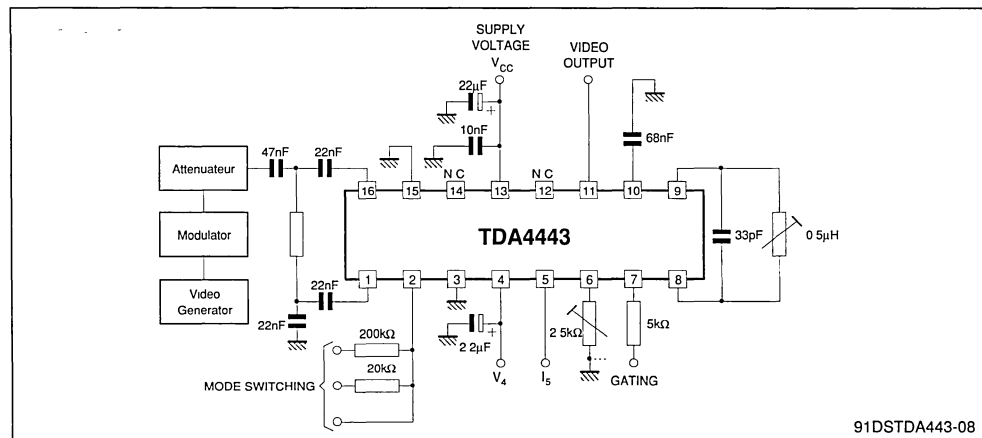 SUPPLY
VOLTAGE
VCC
VIDEO
OUTPUT
22µF
+
10nF
68nF
47nF
22nF
N C
N C
Attenuateur
16
15
14
13
12
11
10
9
Modulator
TDA4443
33pF
0 5µH
Video
Generator
1
2
3
4
5
6
7
8
22nF
22nF
200kΩ
2 2µF
+
2 5kΩ
5kΩ
20kΩ
MODE SWITCHING
V4
I5
GATING
91DSTDA443-08